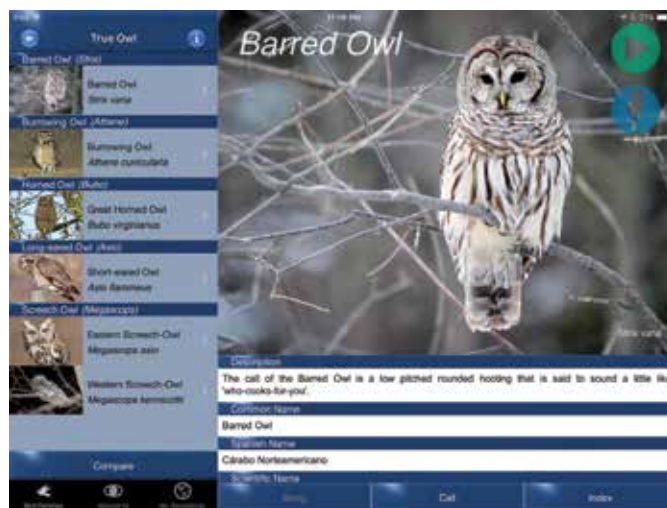 11:18 PM
21%
True Owl
Barred Owl (Strix)
Barred Owl
Strix varia
Burrowing Owl (Athene)
Burrowing Owl
Athene cunicularia
Horned Owl (Bubo)
Great Horned Owl
Bubo virginianus
Long-eared Owl (Asio)
Short-eared Owl
Asio flammeus
Screech Owl (Megascops)
Eastern Screech-Owl
Megascops asio
Western Screech-Owl
Megascops kennicottii
Compare
Barred Owl
Strix varia
Description
The call of the Barred Owl is a low pitched rounded hooting that is said to sound a little like
'who-cooks-for-you'.
Common Name
Barred Owl
Spanish Name
Cárabo Norteamericano
Scientific Name
Song
Call
Index